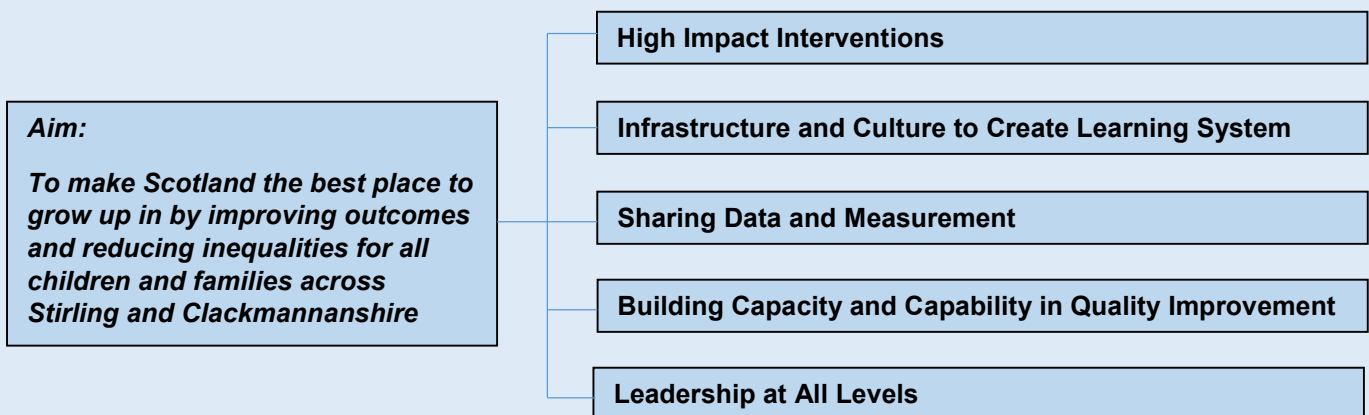 Aim:
To make Scotland the best place to
grow up in by improving outcomes
and reducing inequalities for all
children and families across
Stirling and Clackmannanshire
High Impact Interventions
Infrastructure and Culture to Create Learning System
Sharing Data and Measurement
Building Capacity and Capability in Quality Improvement
Leadership at All Levels